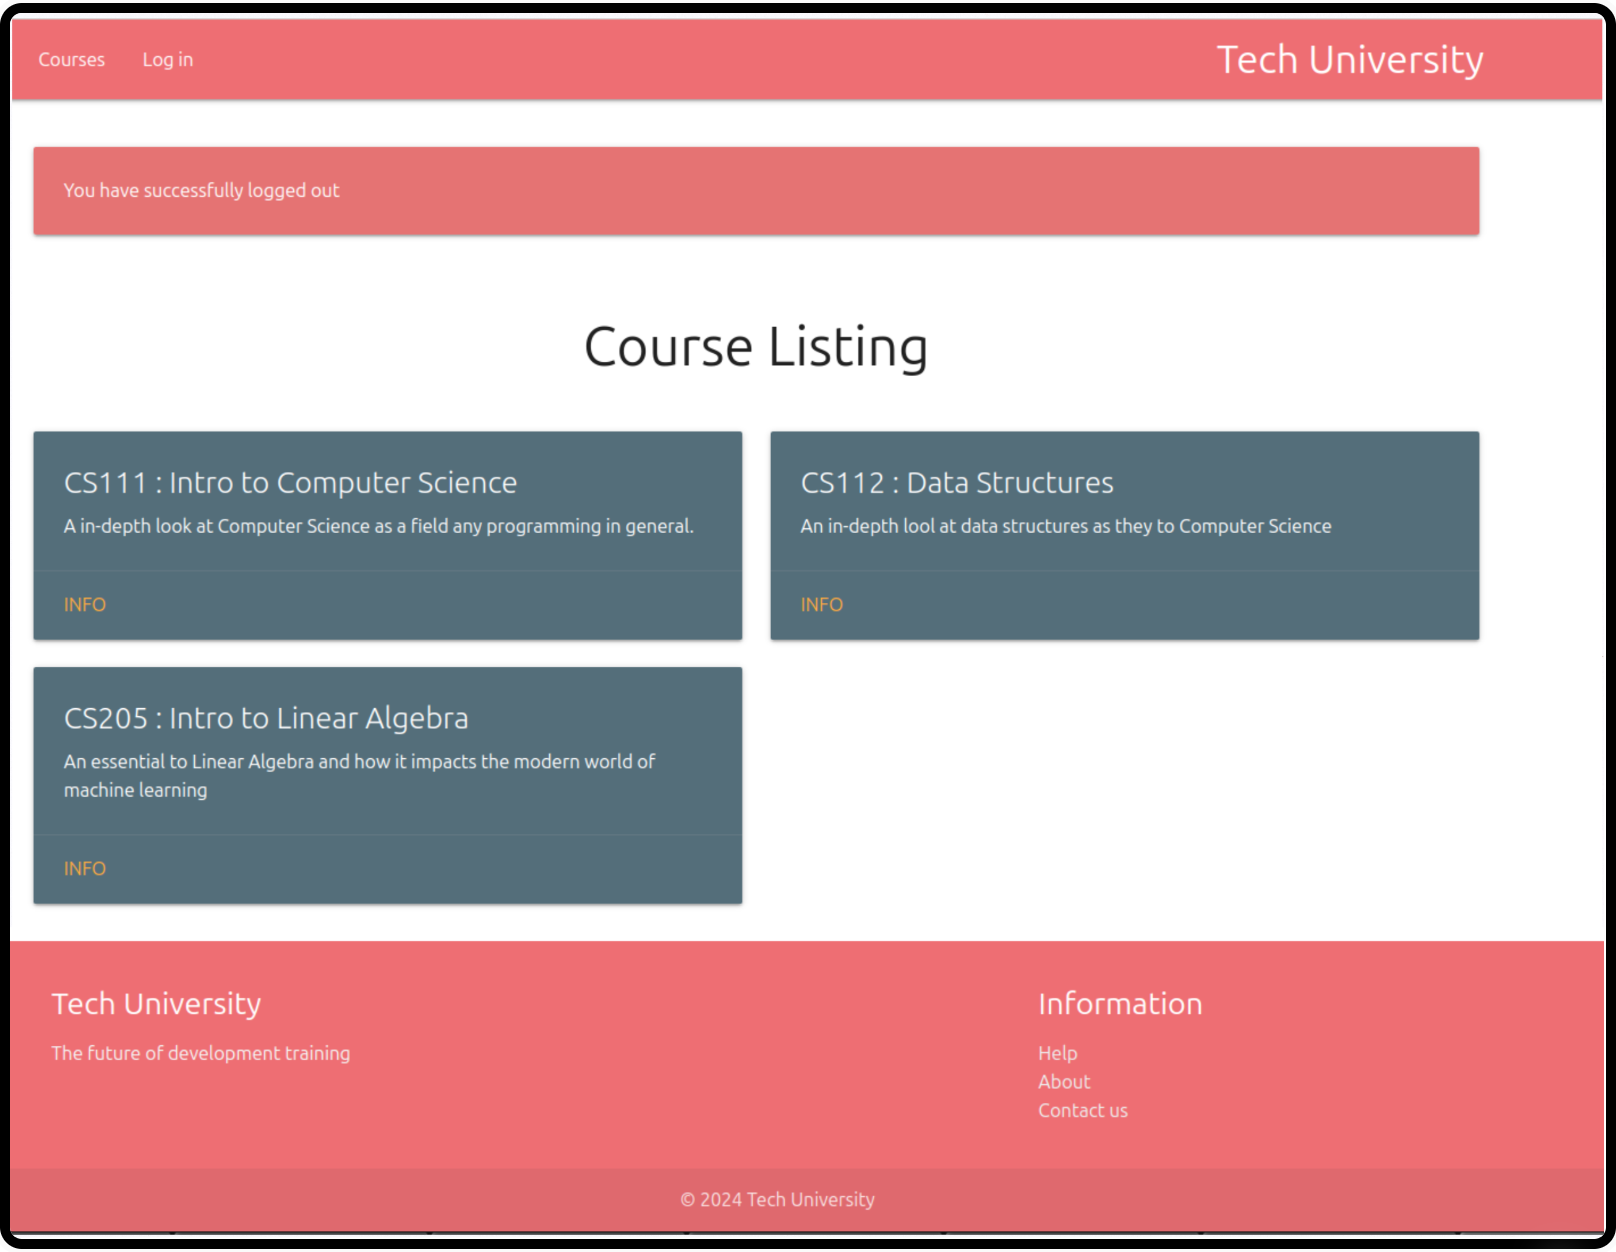 Courses Log in Tech University
You have successfully logged out
Course Listing
CS111 : Intro to Computer Science
A in-depth look at Computer Science as a field any programming in general.
INFO
CS112 : Data Structures
An in-depth lool at data structures as they to Computer Science
INFO
CS205 : Intro to Linear Algebra
An essential to Linear Algebra and how it impacts the modern world of
machine learning
INFO
Tech University
The future of development training
Information
Help
About
Contact us
© 2024 Tech University